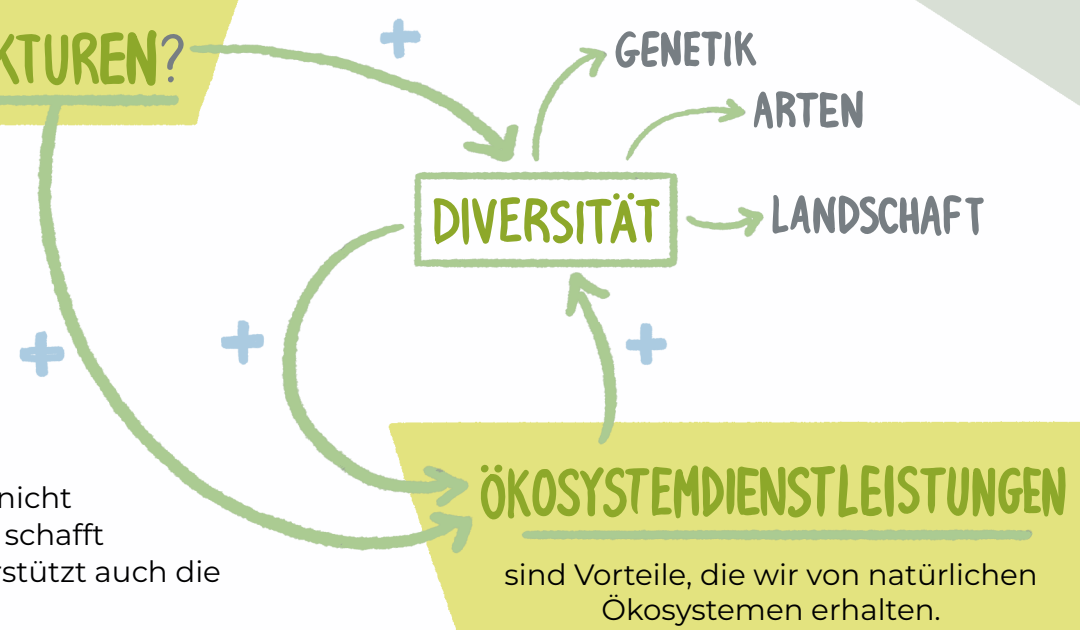 KTUREN?
GENETIK
ARTEN
DIVERSITÄT
LANDSCHAFT
nicht
schafft
rstützt auch die
ÖKOSYSTEMDIENSTLEISTUNGEN
sind Vorteile, die wir von natürlichen
Ökosystemen erhalten.